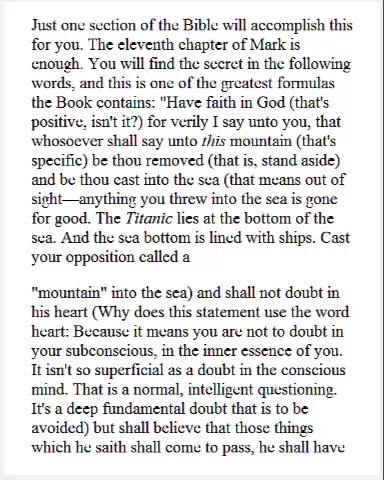 Just one section of the Bible will accomplish this
for you. The eleventh chapter of Mark is
enough. You will find the secret in the following
words, and this is one of the greatest formulas
the Book contains: "Have faith in God (that's
positive, isn't it?) for verily I say unto you, that
whosoever shall say unto this mountain (that's
specific) be thou removed (that is, stand aside)
and be thou cast into the sea (that means out of
sight—anything you threw into the sea is gone
for good. The Titanic lies at the bottom of the
sea. And the sea bottom is lined with ships. Cast
your opposition called a
"mountain" into the sea) and shall not doubt in
his heart (Why does this statement use the word
heart: Because it means you are not to doubt in
your subconscious, in the inner essence of you.
It isn't so superficial as a doubt in the conscious
mind. That is a normal, intelligent questioning.
It's a deep fundamental doubt that is to be
avoided) but shall believe that those things
which he saith shall come to pass, he shall have